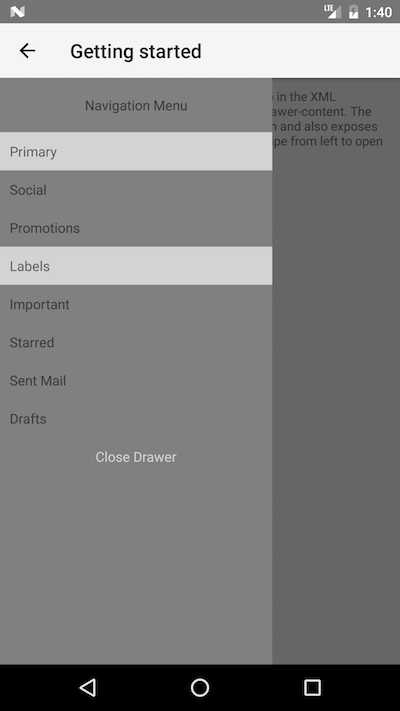 LTE 1:40
Getting started
Navigation Menu
in the XML
awer-content. The
and also exposes
pe from left to open
Primary
Social
Promotions
Labels
Important
Starred
Sent Mail
Drafts
Close Drawer